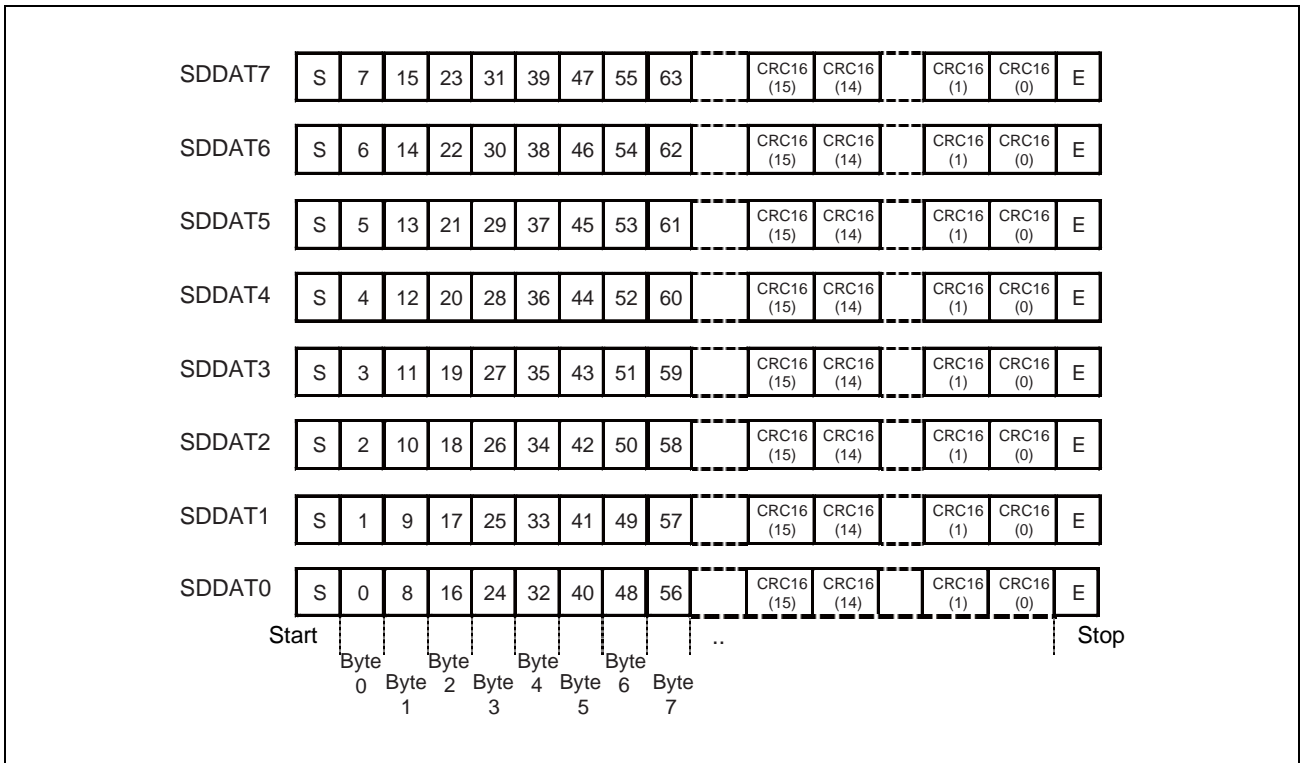 SDDAT7 S 7 15 23 31 39 47 55 63 CRC16 (15) CRC16 (14) CRC16 (1) CRC16 (0) E
SDDAT6 S 6 14 22 30 38 46 54 62 CRC16 (15) CRC16 (14) CRC16 (1) CRC16 (0) E
SDDAT5 S 5 13 21 29 37 45 53 61 CRC16 (15) CRC16 (14) CRC16 (1) CRC16 (0) E
SDDAT4 S 4 12 20 28 36 44 52 60 CRC16 (15) CRC16 (14) CRC16 (1) CRC16 (0) E
SDDAT3 S 3 11 19 27 35 43 51 59 CRC16 (15) CRC16 (14) CRC16 (1) CRC16 (0) E
SDDAT2 S 2 10 18 26 34 42 50 58 CRC16 (15) CRC16 (14) CRC16 (1) CRC16 (0) E
SDDAT1 S 1 9 17 25 33 41 49 57 CRC16 (15) CRC16 (14) CRC16 (1) CRC16 (0) E
SDDAT0 S 0 8 16 24 32 40 48 56 CRC16 (15) CRC16 (14) CRC16 (1) CRC16 (0) E
Start .. Stop
Byte 0 Byte 1 Byte 2 Byte 3 Byte 4 Byte 5 Byte 6 Byte 7